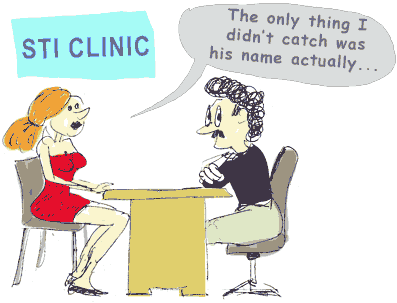 STI CLINIC
The only thing I
didn't catch was
his name actually...